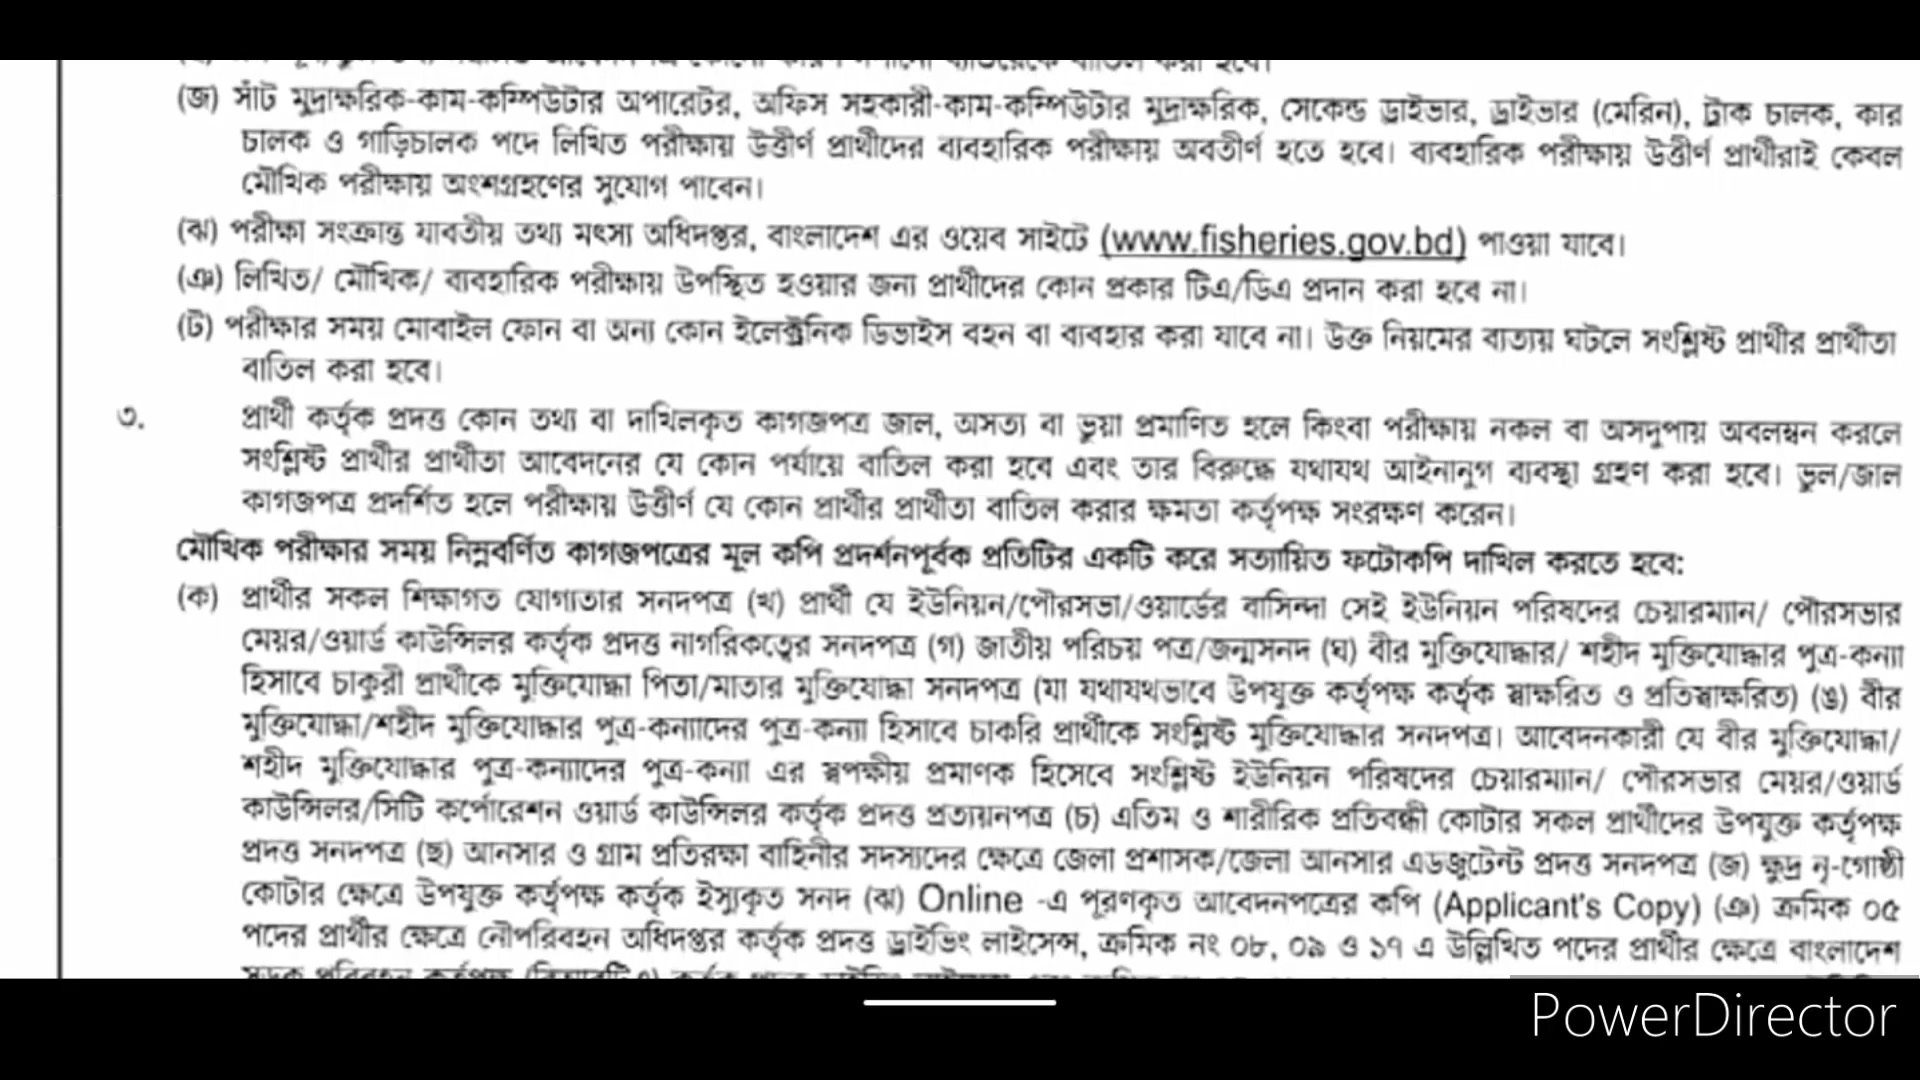 (জ) সাঁট মুদ্রাক্ষরিক-কাম-কম্পিউটার অপারেটর, অফিস সহকারী-কাম-কম্পিউটার মুদ্রাক্ষরিক, সেকেন্ড ড্রাইভার, ড্রাইভার (মেরিন), ট্রাক চালক, কার
চালক ও গাড়িচালক পদে লিখিত পরীক্ষায় উত্তীর্ণ প্রার্থীদের ব্যবহারিক পরীক্ষায় অবতীর্ণ হতে হবে। ব্যবহারিক পরীক্ষায় উত্তীর্ণ প্রার্থীরাই কেবল
মৌখিক পরীক্ষায় অংশগ্রহণের সুযোগ পাবেন।
(ঝ) পরীক্ষা সংক্রান্ত যাবতীয় তথ্য মৎস্য অধিদপ্তর, বাংলাদেশ এর ওয়েব সাইটে (www.fisheries.gov.bd) পাওয়া যাবে।
(ঞ) লিখিত/ মৌখিক/ ব্যবহারিক পরীক্ষায় উপস্থিত হওয়ার জন্য প্রার্থীদের কোন প্রকার টিএ/ডিএ প্রদান করা হবে না।
(ট) পরীক্ষার সময় মোবাইল ফোন বা অন্য কোন ইলেক্ট্রনিক ডিভাইস বহন বা ব্যবহার করা যাবে না। উক্ত নিয়মের ব্যত্যয় ঘটলে সংশ্লিষ্ট প্রার্থীর প্রার্থীতা
বাতিল করা হবে।
৩. প্রার্থী কর্তৃক প্রদত্ত কোন তথ্য বা দাখিলকৃত কাগজপত্র জাল, অসত্য বা ভুয়া প্রমাণিত হলে কিংবা পরীক্ষায় নকল বা অসদুপায় অবলম্বন করলে
সংশ্লিষ্ট প্রার্থীর প্রার্থীতা আবেদনের যে কোন পর্যায়ে বাতিল করা হবে এবং তার বিরুদ্ধে যথাযথ আইনানুগ ব্যবস্থা গ্রহণ করা হবে। ভুল/জাল
কাগজপত্র প্রদর্শিত হলে পরীক্ষায় উত্তীর্ণ যে কোন প্রার্থীর প্রার্থীতা বাতিল করার ক্ষমতা কর্তৃপক্ষ সংরক্ষণ করেন।
মৌখিক পরীক্ষার সময় নিম্নবর্ণিত কাগজপত্রের মূল কপি প্রদর্শনপূর্বক প্রতিটির একটি করে সত্যায়িত ফটোকপি দাখিল করতে হবে:
(ক) প্রার্থীর সকল শিক্ষাগত যোগ্যতার সনদপত্র (খ) প্রার্থী যে ইউনিয়ন/পৌরসভা/ওয়ার্ডের বাসিন্দা সেই ইউনিয়ন পরিষদের চেয়ারম্যান/ পৌরসভার
মেয়র/ওয়ার্ড কাউন্সিলর কর্তৃক প্রদত্ত নাগরিকত্বের সনদপত্র (গ) জাতীয় পরিচয় পত্র/জন্মসনদ (ঘ) বীর মুক্তিযোদ্ধার/ শহীদ মুক্তিযোদ্ধার পুত্র-কন্যা
হিসাবে চাকুরী প্রার্থীকে মুক্তিযোদ্ধা পিতা/মাতার মুক্তিযোদ্ধা সনদপত্র (যা যথাযথভাবে উপযুক্ত কর্তৃপক্ষ কর্তৃক স্বাক্ষরিত ও প্রতিস্বাক্ষরিত) (ঙ) বীর
মুক্তিযোদ্ধা/শহীদ মুক্তিযোদ্ধার পুত্র-কন্যাদের পুত্র-কন্যা হিসাবে চাকরি প্রার্থীকে সংশ্লিষ্ট মুক্তিযোদ্ধার সনদপত্র। আবেদনকারী যে বীর মুক্তিযোদ্ধা/
শহীদ মুক্তিযোদ্ধার পুত্র-কন্যাদের পুত্র-কন্যা এর স্বপক্ষীয় প্রমাণক হিসেবে সংশ্লিষ্ট ইউনিয়ন পরিষদের চেয়ারম্যান/ পৌরসভার মেয়র/ওয়ার্ড
কাউন্সিলর/সিটি কর্পোরেশন ওয়ার্ড কাউন্সিলর কর্তৃক প্রদত্ত প্রত্যয়নপত্র (চ) এতিম ও শারীরিক প্রতিবন্ধী কোটার সকল প্রার্থীদের উপযুক্ত কর্তৃপক্ষ
প্রদত্ত সনদপত্র (ছ) আনসার ও গ্রাম প্রতিরক্ষা বাহিনীর সদস্যদের ক্ষেত্রে জেলা প্রশাসক/জেলা আনসার এডজুটেন্ট প্রদত্ত সনদপত্র (জ) ক্ষুদ্র নৃ-গোষ্ঠী
কোটার ক্ষেত্রে উপযুক্ত কর্তৃপক্ষ কর্তৃক ইস্যুকৃত সনদ (ঝ) Online -এ পূরণকৃত আবেদনপত্রের কপি (Applicant's Copy) (ঞ) ক্রমিক ০৫
পদের প্রার্থীর ক্ষেত্রে নৌপরিবহন অধিদপ্তর কর্তৃক প্রদত্ত ড্রাইভিং লাইসেন্স, ক্রমিক নং ০৮, ০৯ ও ১৭ এ উল্লিখিত পদের প্রার্থীর ক্ষেত্রে বাংলাদেশ
PowerDirector